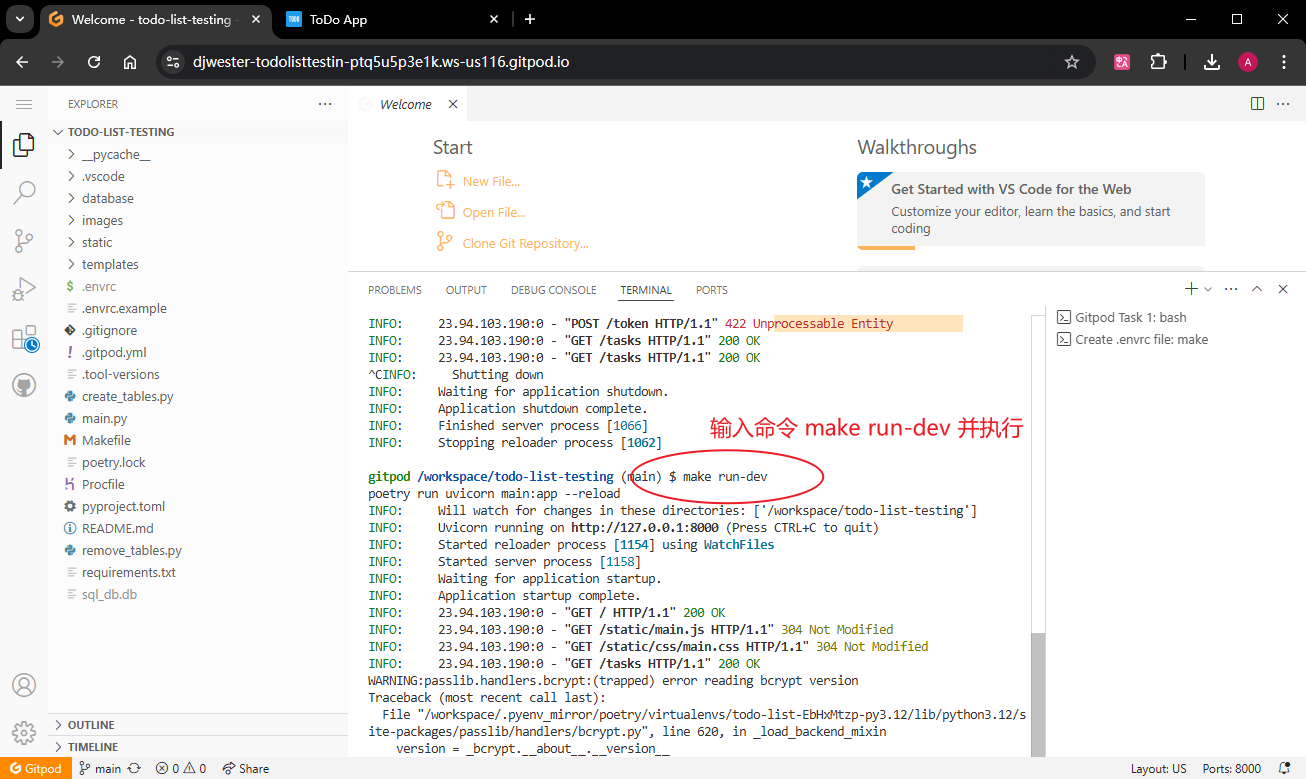 Welcome - todo-list-testing -
ToDo App
djwester-todolisttestin-ptq5u5p3e1k.ws-us116.gitpod.io
A
EXPLORER
TODO-LIST-TESTING
__pycache__
.vscode
database
images
static
templates
.envrc
.envrc.example
.gitignore
.gitpod.yml
.tool-versions
create_tables.py
main.py
Makefile
poetry.lock
Procfile
pyproject.toml
README.md
remove_tables.py
requirements.txt
sql_db.db
OUTLINE
TIMELINE
Welcome
Start
New File...
Open File...
Clone Git Repository...
Walkthroughs
Get Started with VS Code for the Web
Customize your editor, learn the basics, and start
coding
PROBLEMS OUTPUT DEBUG CONSOLE TERMINAL PORTS
INFO: 23.94.103.190:0 - "POST /token HTTP/1.1" 422 Unprocessable Entity
INFO: 23.94.103.190:0 - "GET /tasks HTTP/1.1" 200 OK
INFO: 23.94.103.190:0 - "GET /tasks HTTP/1.1" 200 OK
^CINFO: Shutting down
INFO: Waiting for application shutdown.
INFO: Application shutdown complete.
INFO: Finished server process [1066]
INFO: Stopping reloader process [1062]
输入命令 make run-dev 并执行
gitpod /workspace/todo-list-testing (main) $ make run-dev
poetry run uvicorn main:app --reload
INFO: Will watch for changes in these directories: ['/workspace/todo-list-testing']
INFO: Uvicorn running on http://127.0.0.1:8000 (Press CTRL+C to quit)
INFO: Started reloader process [1154] using WatchFiles
INFO: Started server process [1158]
INFO: Waiting for application startup.
INFO: Application startup complete.
INFO: 23.94.103.190:0 - "GET / HTTP/1.1" 200 OK
INFO: 23.94.103.190:0 - "GET /static/main.js HTTP/1.1" 304 Not Modified
INFO: 23.94.103.190:0 - "GET /static/css/main.css HTTP/1.1" 304 Not Modified
INFO: 23.94.103.190:0 - "GET /tasks HTTP/1.1" 200 OK
WARNING:passlib.handlers.bcrypt:(trapped) error reading bcrypt version
Traceback (most recent call last):
File "/workspace/.pyenv_mirror/poetry/virtualenvs/todo-list-EbHxMtzp-py3.12/lib/python3.12/s
ite-packages/passlib/handlers/bcrypt.py", line 620, in _load_backend_mixin
version = _bcrypt.__about__.__version__
Gitpod Task 1: bash
Create .envrc file: make
Gitpod main 0 0 Share Layout: US Ports: 8000